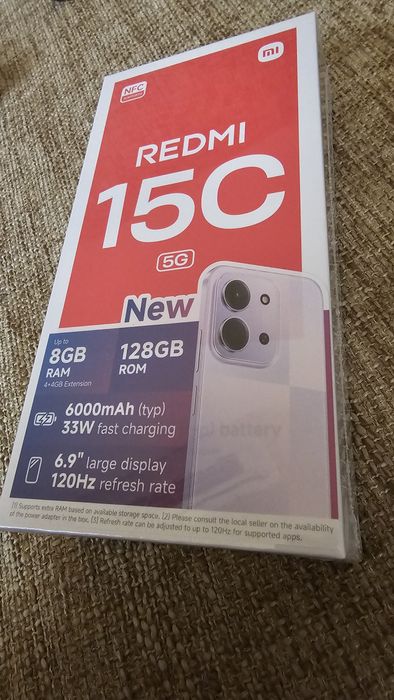 mi
NFC
REDMI
15C
5G
New
Up to
8GB
RAM
4+4GB Extension
128GB
ROM
6000mAh (typ)
33W fast charging
6.9" large display
120Hz refresh rate
[1] Supports extra RAM based on available storage space. [2] Please consult the local seller on the availability
of the power adapter in the box. [3] Refresh rate can be adjusted to up to 120Hz for supported apps.